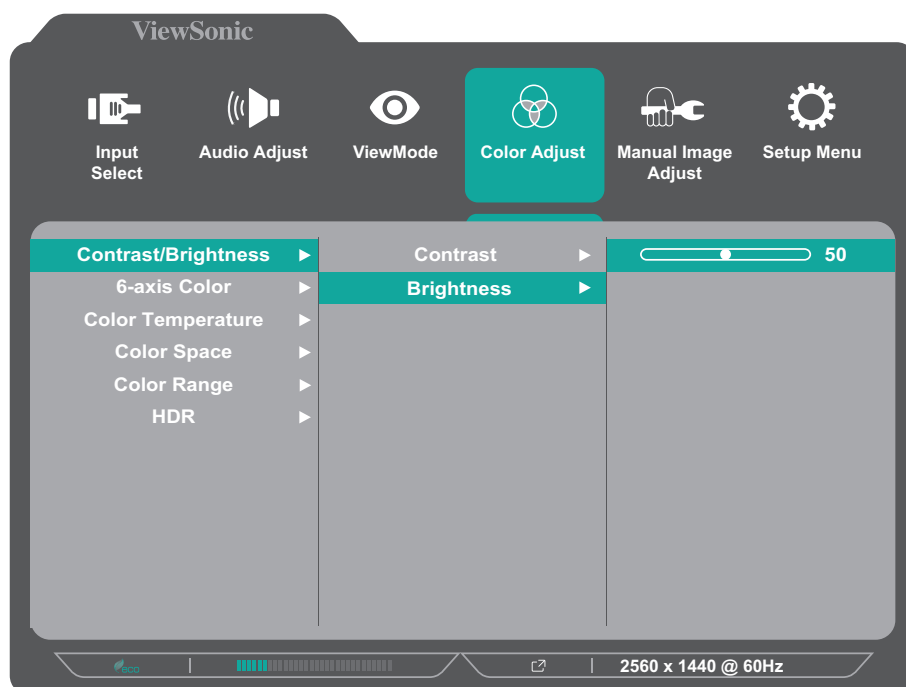 ViewSonic
Input
Select
Audio Adjust
ViewMode
Color Adjust
Manual Image
Adjust
Setup Menu
Contrast/Brightness
Contrast
50
6-axis Color
Brightness
Color Temperature
Color Space
Color Range
HDR
eco
2560 x 1440 @ 60Hz